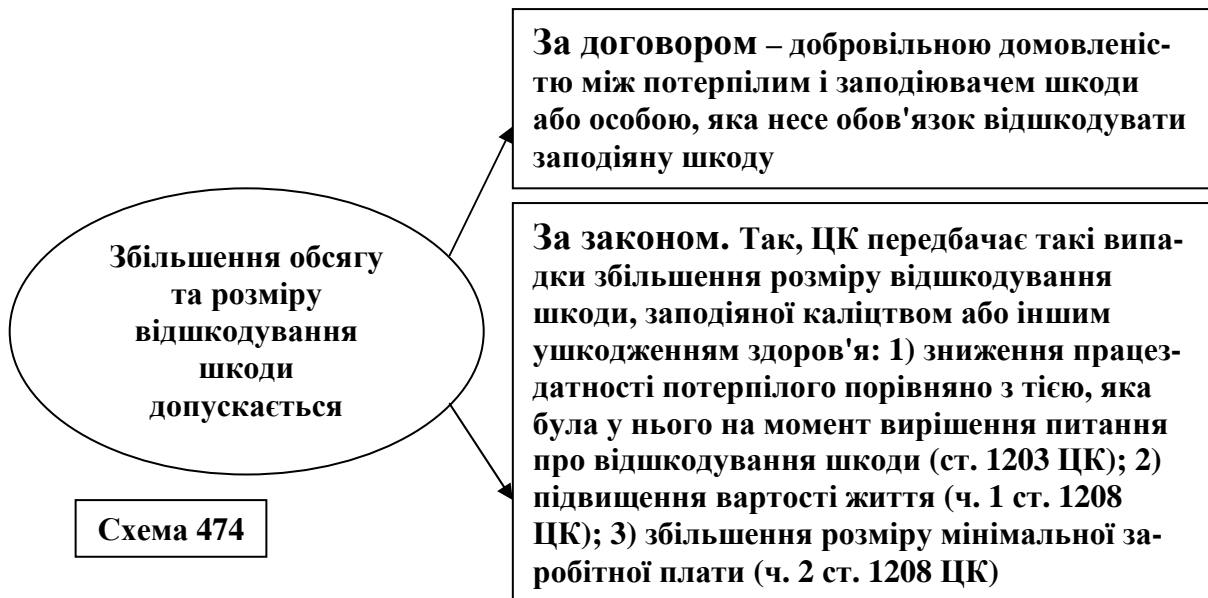 За договором – добровільною домовленіс-
тю між потерпілим і заподіювачем шкоди
або особою, яка несе обов'язок відшкодувати
заподіяну шкоду
Збільшення обсягу
та розміру
відшкодування
шкоди
допускається
За законом. Так, ЦК передбачає такі випа-
дки збільшення розміру відшкодування
шкоди, заподіяної каліцтвом або іншим
ушкодженням здоров'я: 1) зниження працез-
датності потерпілого порівняно з тією, яка
була у нього на момент вирішення питання
про відшкодування шкоди (ст. 1203 ЦК); 2)
підвищення вартості життя (ч. 1 ст. 1208
ЦК); 3) збільшення розміру мінімальної за-
робітної плати (ч. 2 ст. 1208 ЦК)
Схема 474